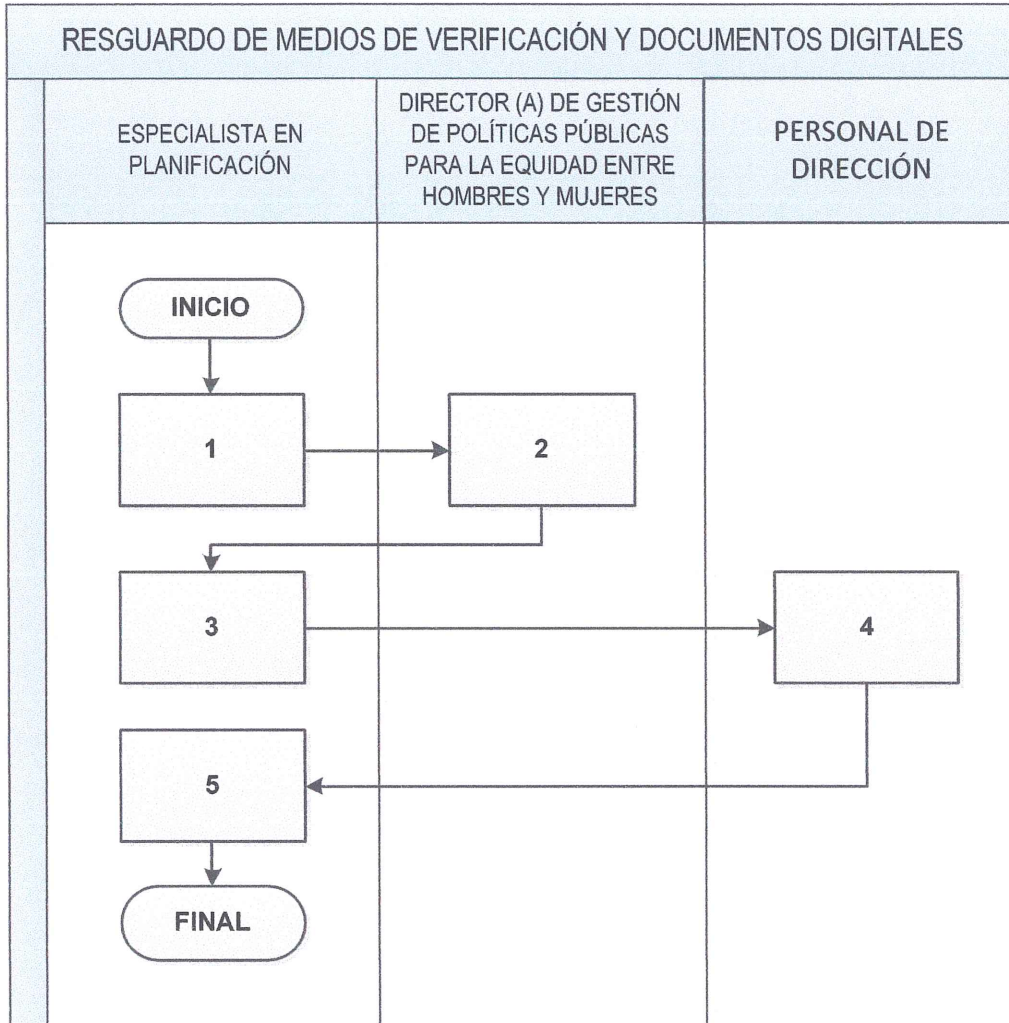 RESGUARDO DE MEDIOS DE VERIFICACIÓN Y DOCUMENTOS DIGITALES
ESPECIALISTA EN
PLANIFICACIÓN
DIRECTOR (A) DE GESTIÓN
DE POLÍTICAS PÚBLICAS
PARA LA EQUIDAD ENTRE
HOMBRES Y MUJERES
PERSONAL DE
DIRECCIÓN
INICIO
1
2
3
4
5
FINAL